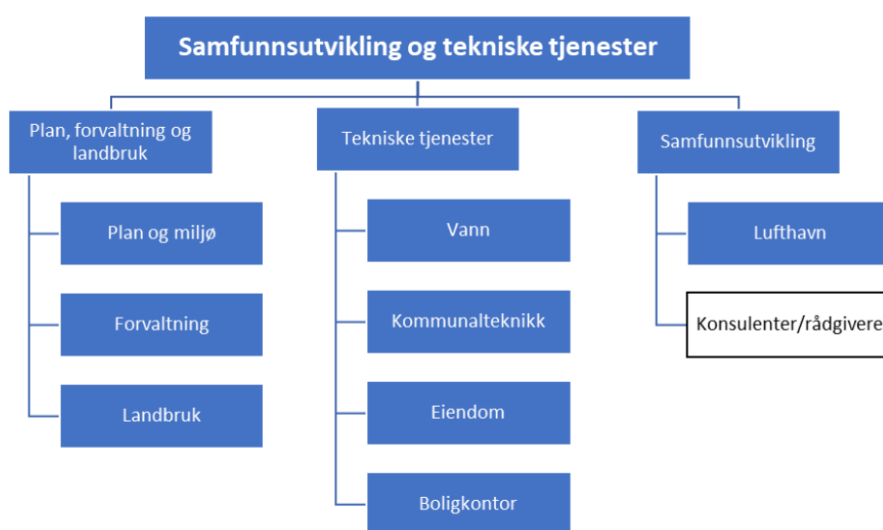 Samfunnsutvikling og tekniske tjenester
Plan, forvaltning og
landbruk
Plan og miljø
Forvaltning
Landbruk
Tekniske tjenester
Vann
Kommunalteknikk
Eiendom
Boligkontor
Samfunnsutvikling
Lufthavn
Konsulenter/rådgivere